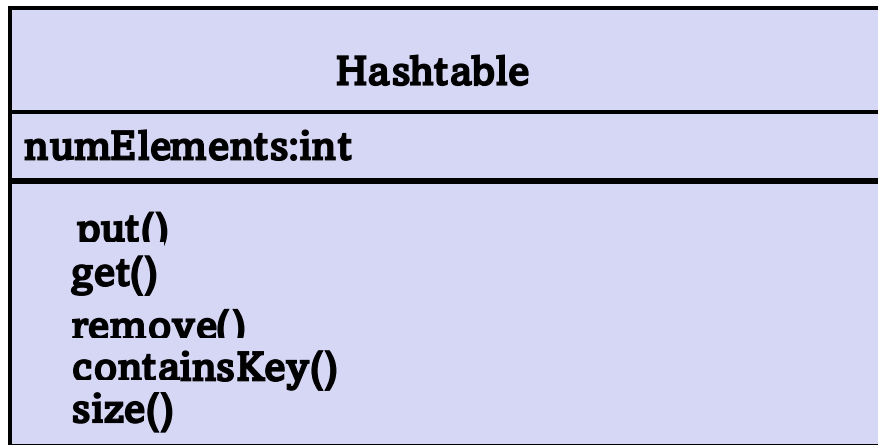 Hashtable
numElements:int
put()
get()
remove()
containsKey()
size()